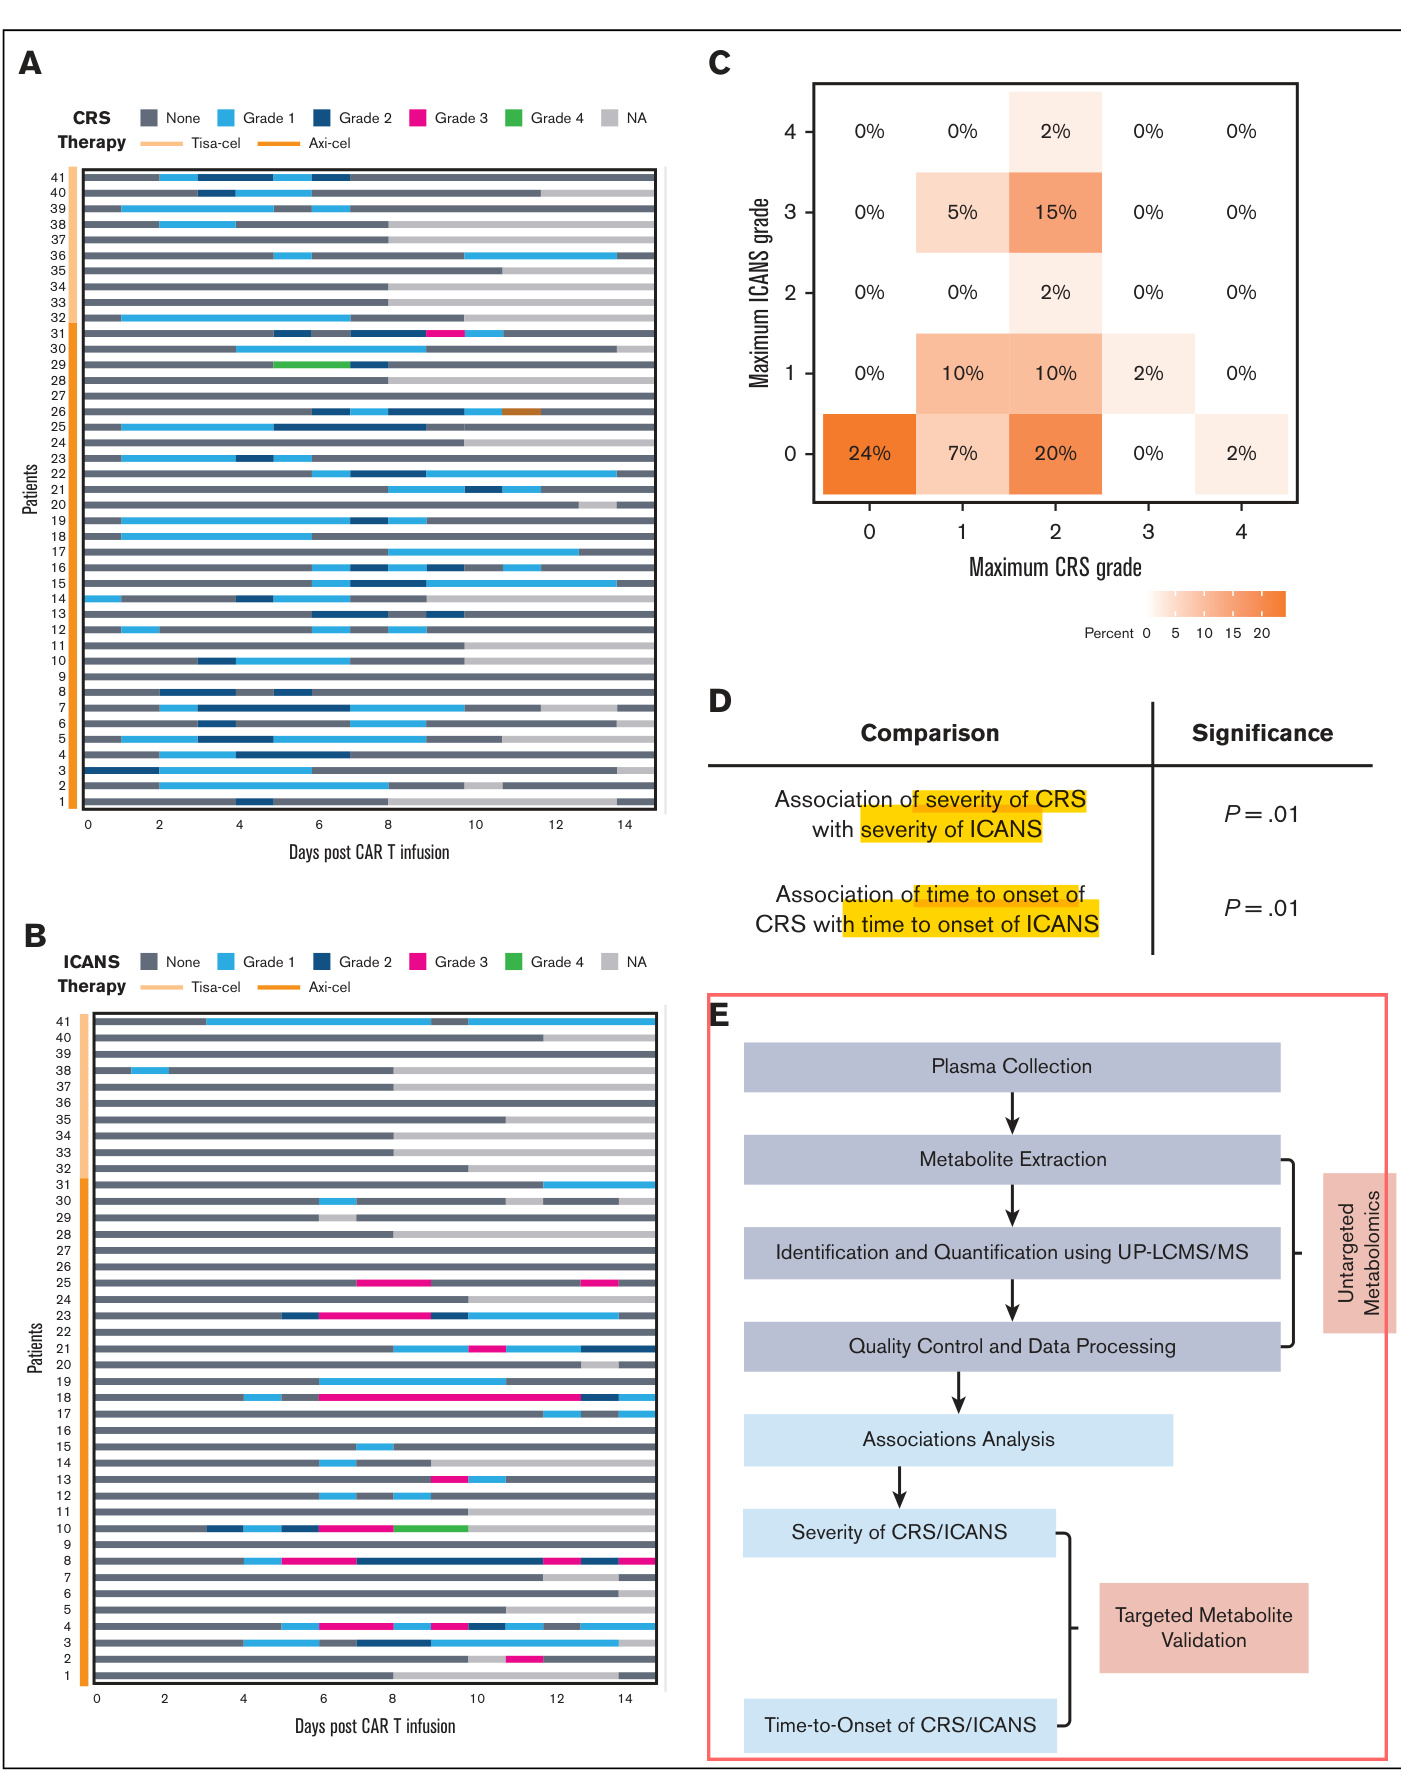 A
CRS None Grade 1 Grade 2 Grade 3 Grade 4 NA
Therapy Tisa-cel Axi-cel
Patients
41
40
39
38
37
36
35
34
33
32
31
30
29
28
27
26
25
24
23
22
21
20
19
18
17
16
15
14
13
12
11
10
9
8
7
6
5
4
3
2
1
0 2 4 6 8 10 12 14
Days post CAR T infusion
B
ICANS None Grade 1 Grade 2 Grade 3 Grade 4 NA
Therapy Tisa-cel Axi-cel
Patients
41
40
39
38
37
36
35
34
33
32
31
30
29
28
27
26
25
24
23
22
21
20
19
18
17
16
15
14
13
12
11
10
9
8
7
6
5
4
3
2
1
0 2 4 6 8 10 12 14
Days post CAR T infusion
C
Maximum ICANS grade
4 0% 0% 2% 0% 0%
3 0% 5% 15% 0% 0%
2 0% 0% 2% 0% 0%
1 0% 10% 10% 2% 0%
0 24% 7% 20% 0% 2%
0 1 2 3 4
Maximum CRS grade
Percent 0 5 10 15 20
D
Comparison Significance
Association of severity of CRS
with severity of ICANS
P = .01
Association of time to onset of
CRS with time to onset of ICANS
P = .01
E
Plasma Collection
Metabolite Extraction
Identification and Quantification using UP-LCMS/MS
Quality Control and Data Processing
Untargeted
Metabolomics
Associations Analysis
Severity of CRS/ICANS
Targeted Metabolite
Validation
Time-to-Onset of CRS/ICANS